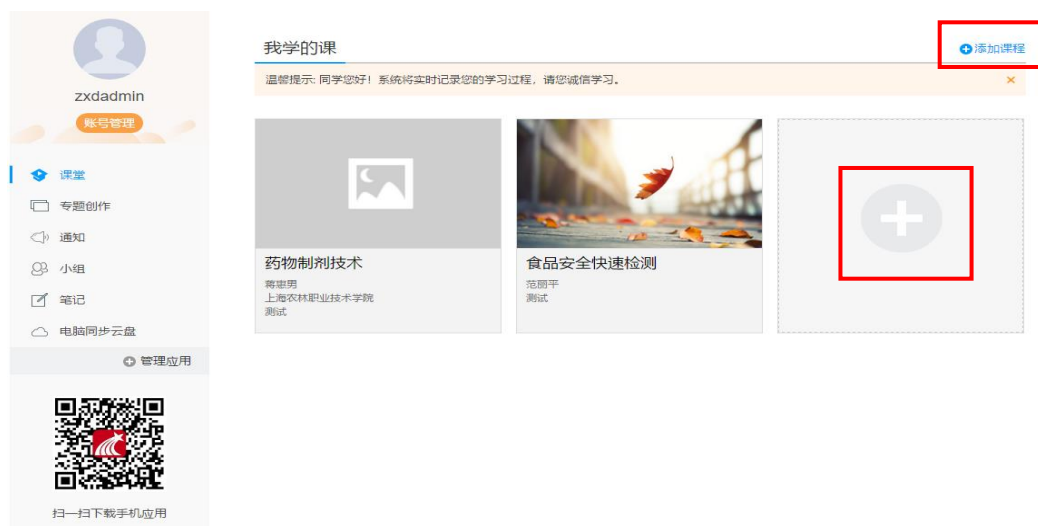 zxdadmin
账号管理
课堂
专题创作
通知
小组
笔记
电脑同步云盘
管理应用
扫一扫下载手机应用
我学的课
添加课程
温馨提示: 同学您好！系统将实时记录您的学习过程，请您诚信学习。
×
药物制剂技术
蒋忠男
上海农林职业技术学院
测试
食品安全快速检测
范丽平
测试